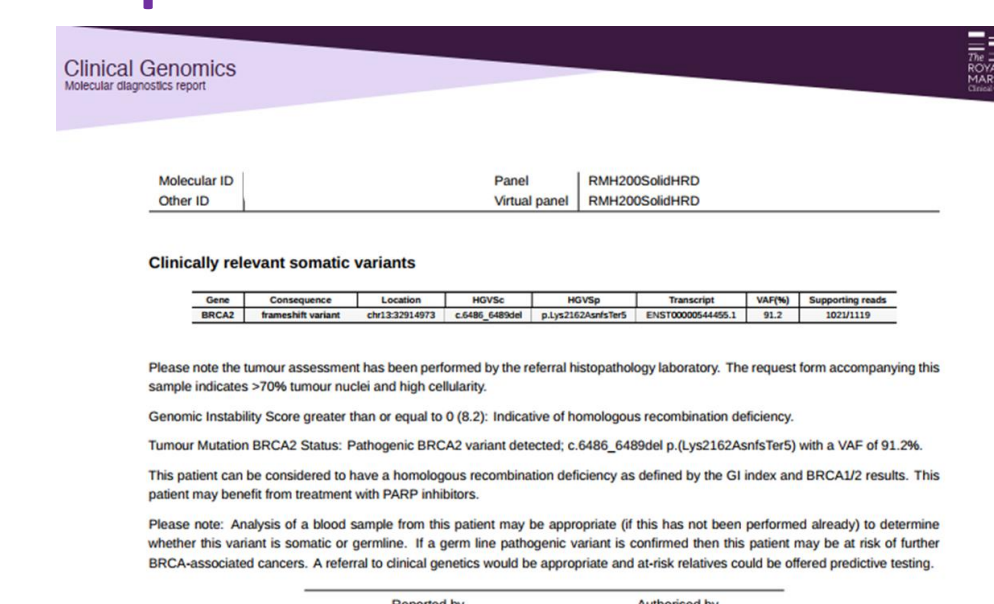 Clinical Genomics
Molecular diagnostics report
The
ROYA
MAR
Clinical
Molecular ID
Panel RMH200SolidHRD
Other ID
Virtual panel RMH200SolidHRD
Clinically relevant somatic variants
Gene Consequence Location HGVSc HGVSp Transcript VAF(%) Supporting reads
BRCA2 frameshift variant chr13:32914973 c.6486_6489del p.Lys2162AsnfsTer5 ENST00000544455.1 91.2 1021/1119
Please note the tumour assessment has been performed by the referral histopathology laboratory. The request form accompanying this
sample indicates >70% tumour nuclei and high cellularity.
Genomic Instability Score greater than or equal to 0 (8.2): Indicative of homologous recombination deficiency.
Tumour Mutation BRCA2 Status: Pathogenic BRCA2 variant detected; c.6486_6489del p.(Lys2162AsnfsTer5) with a VAF of 91.2%.
This patient can be considered to have a homologous recombination deficiency as defined by the GI index and BRCA1/2 results. This
patient may benefit from treatment with PARP inhibitors.
Please note: Analysis of a blood sample from this patient may be appropriate (if this has not been performed already) to determine
whether this variant is somatic or germline. If a germ line pathogenic variant is confirmed then this patient may be at risk of further
BRCA-associated cancers. A referral to clinical genetics would be appropriate and at-risk relatives could be offered predictive testing.
Reported by Authorised by